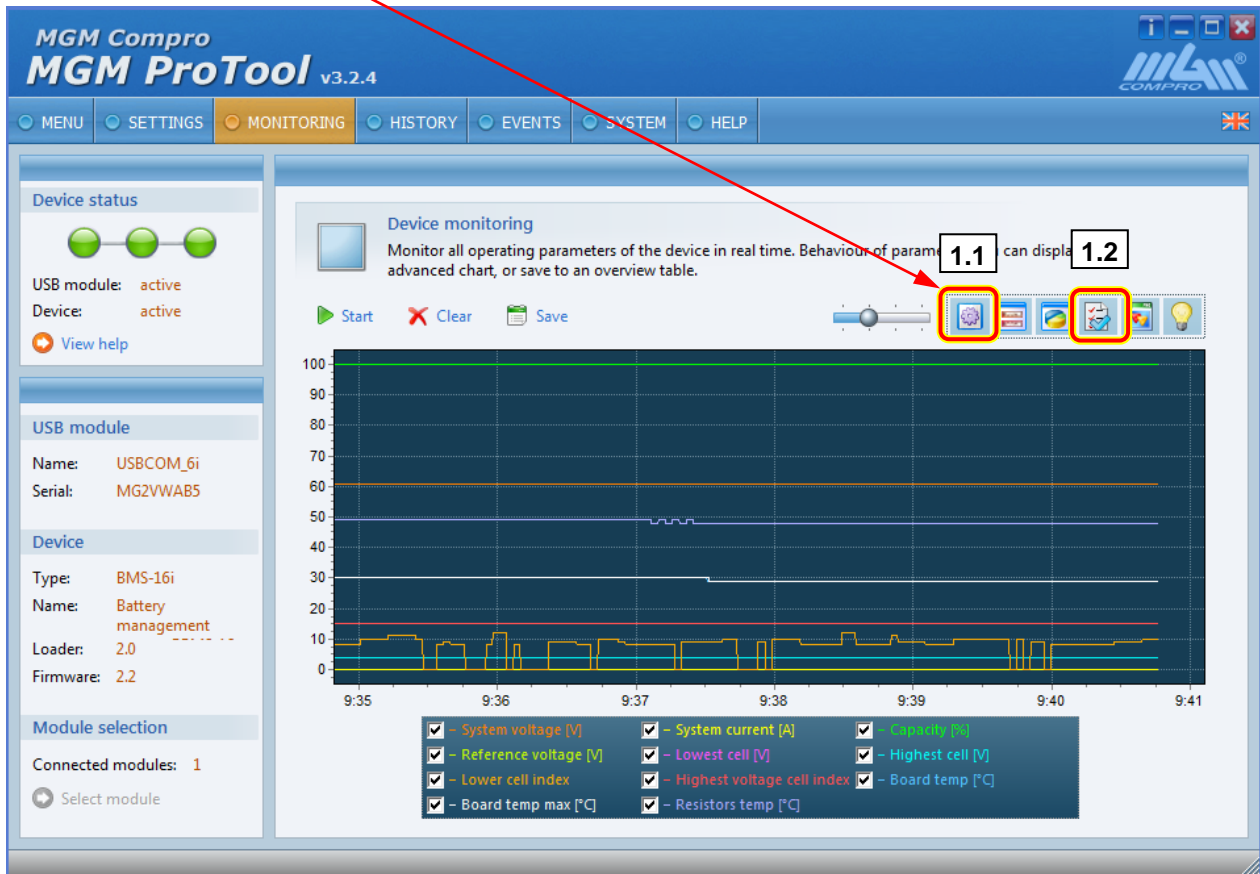 MGM Compro
MGM ProTool v3.2.4
COMPRO ®
MENU SETTINGS MONITORING HISTORY EVENTS SYSTEM HELP
Device status
USB module: active
Device: active
View help
USB module
Name: USBCOM_6i
Serial: MG2VWAB5
Device
Type: BMS-16i
Name: Battery
management
Loader: 2.0
Firmware: 2.2
Module selection
Connected modules: 1
Select module
Device monitoring
Monitor all operating parameters of the device in real time. Behaviour of can
advanced chart, or save to an overview table.
1.1
1.2
Start Clear Save
100
90
80
70
60
50
40
30
20
10
0
9:35 9:36 9:37 9:38 9:39 9:40 9:41
– System voltage [V] – System current [A] – Capacity [%]
– Reference voltage [V] – Lowest cell [V] – Highest cell [V]
– Lower cell index – Highest voltage cell index – Board temp [°C]
– Board temp max [°C] – Resistors temp [°C]